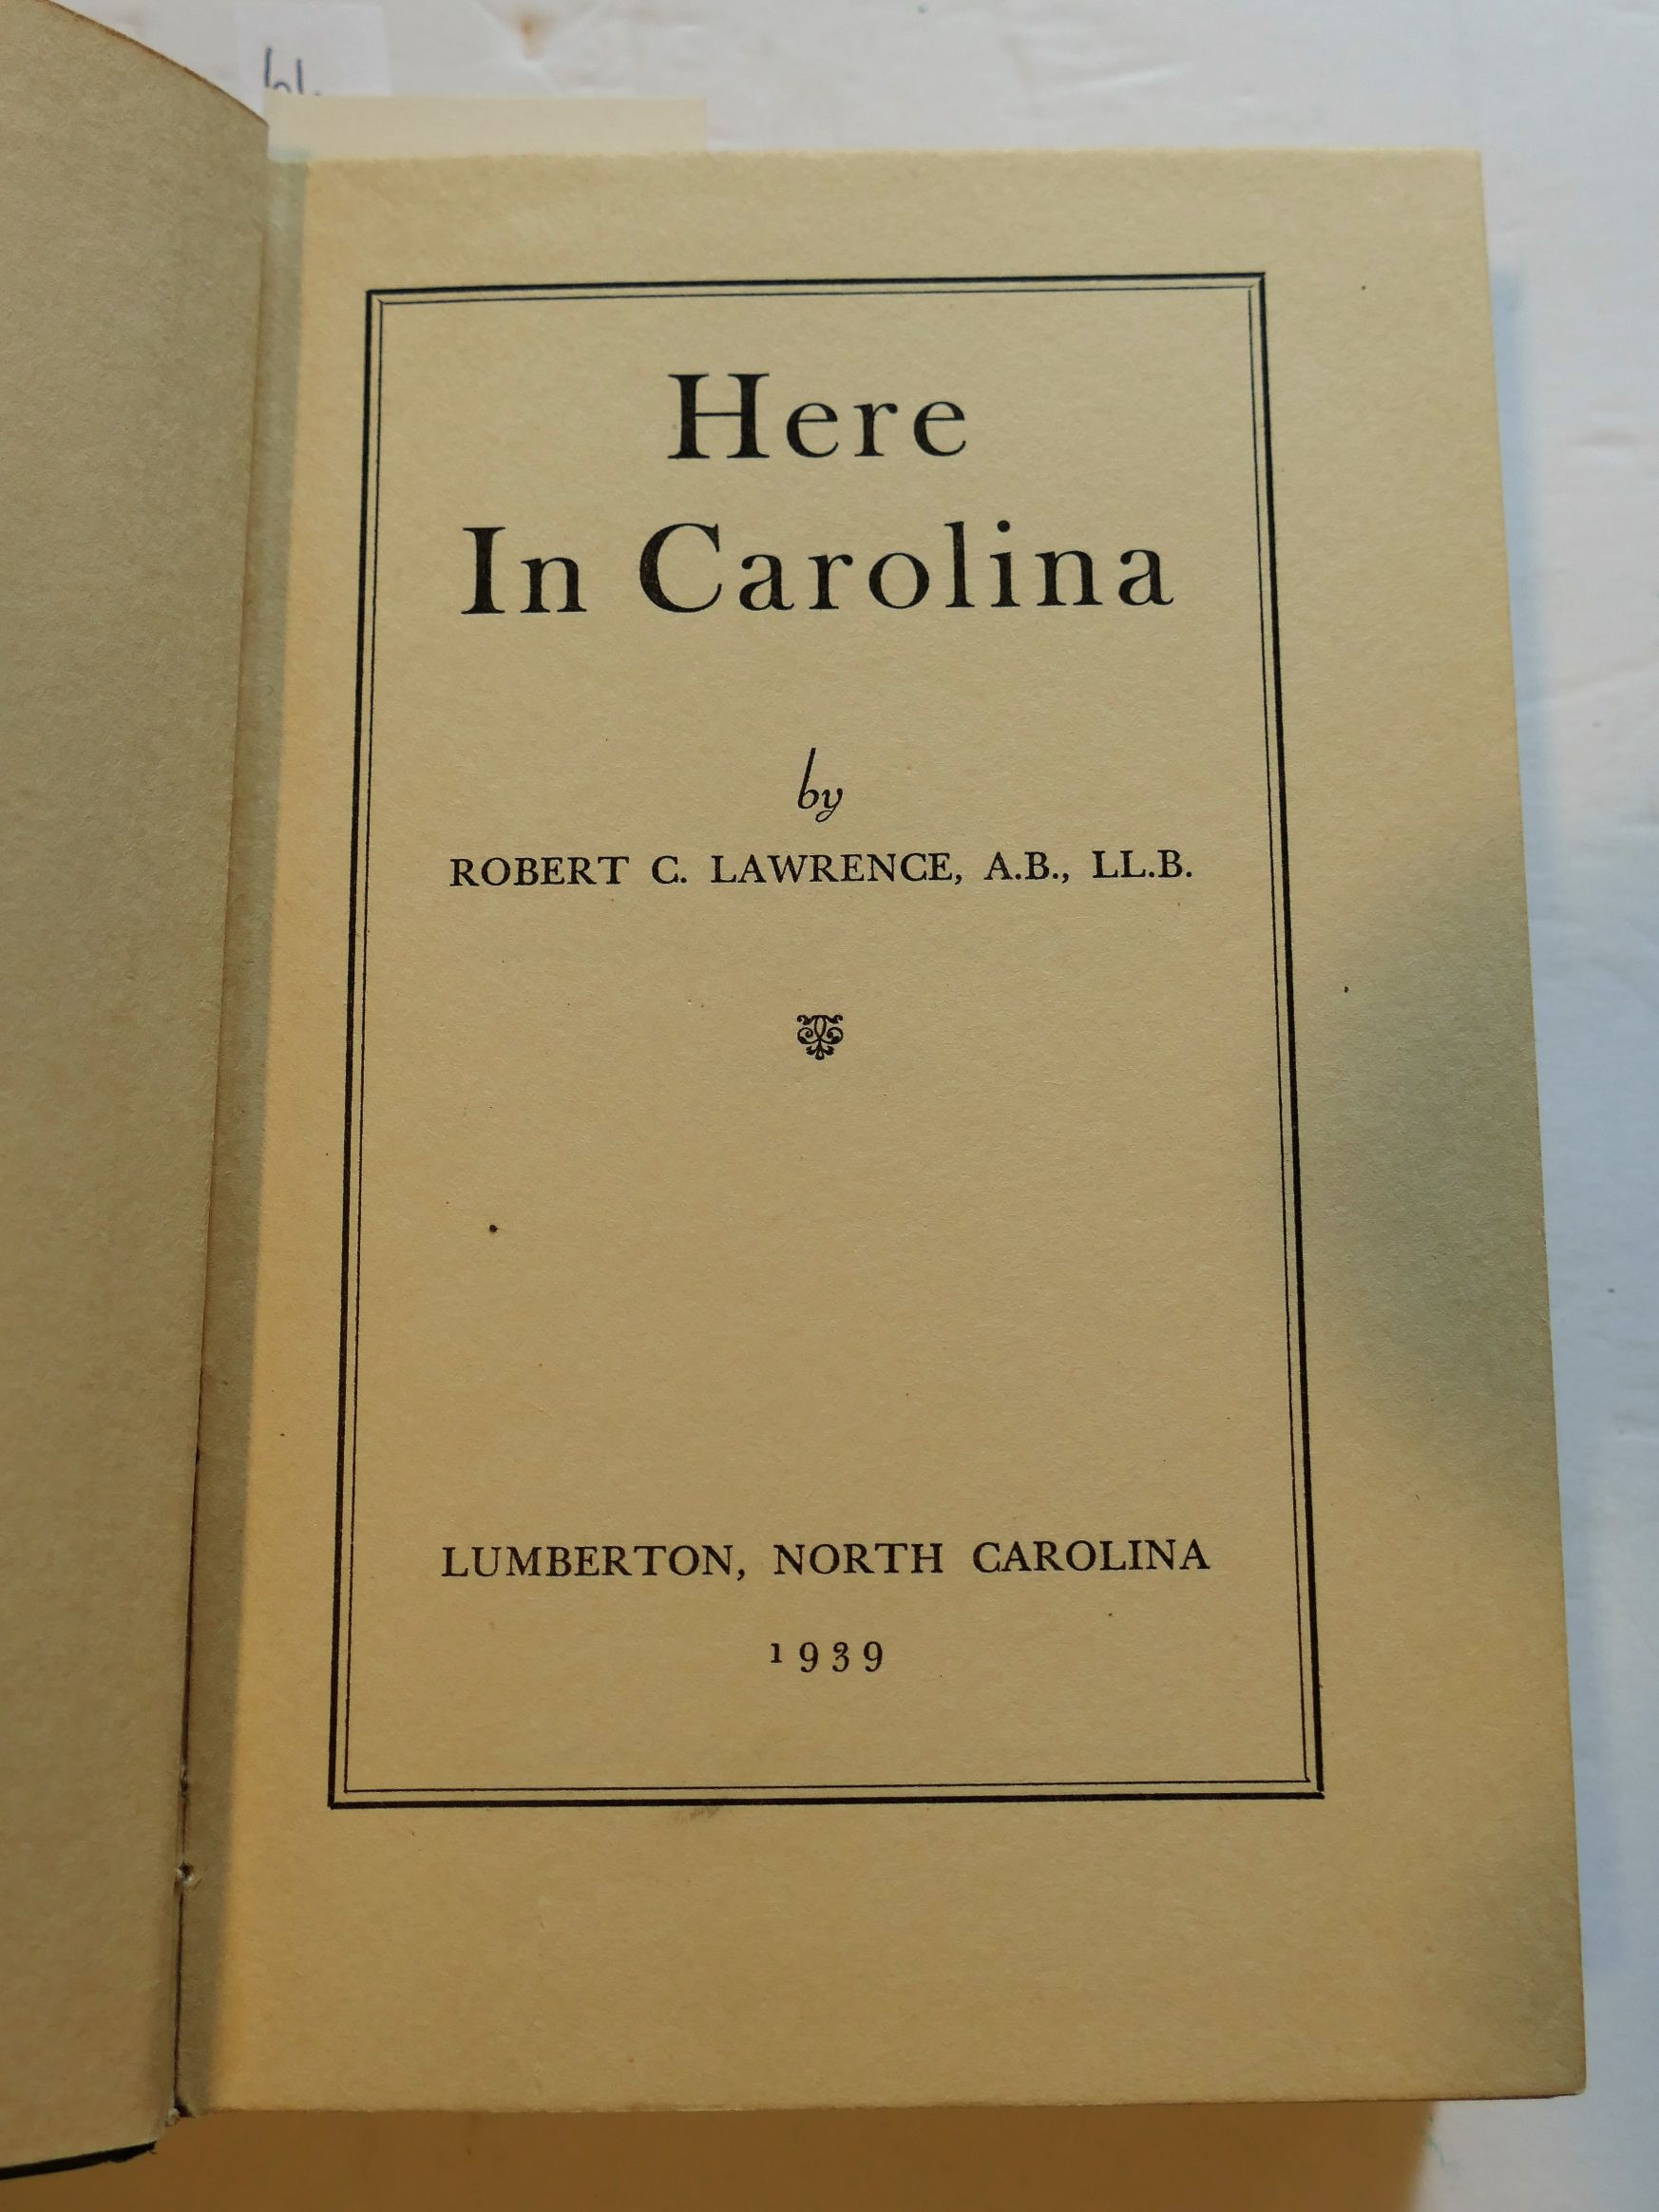 Here
In Carolina
by
ROBERT C. LAWRENCE, A.B., LL.B.
LUMBERTON, NORTH CAROLINA
1939